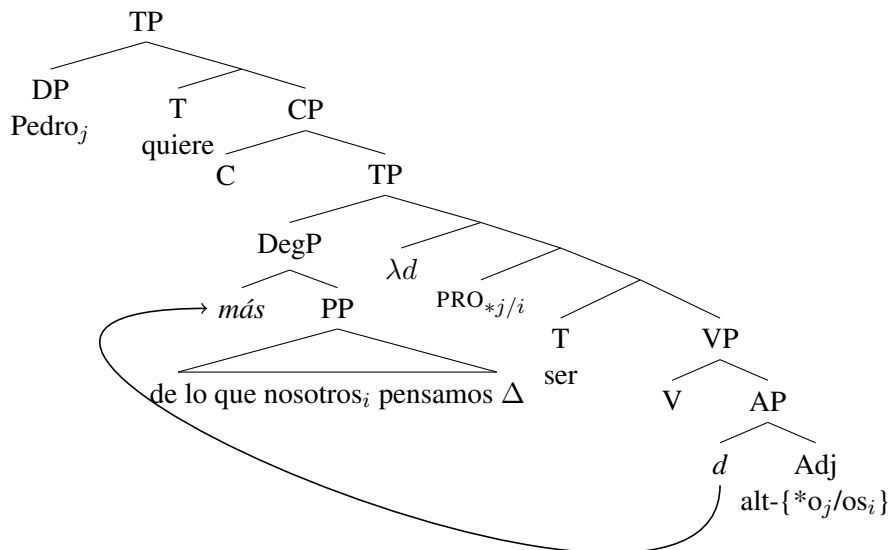 TP
DP
Pedro_j
T
quiere
CP
C
TP
DegP
λd
más
PP
PRO_{*j/i}
de lo que nosotros_i pensamos Δ
T
ser
VP
V
AP
d
Adj
alt-{*o_j/os_i}